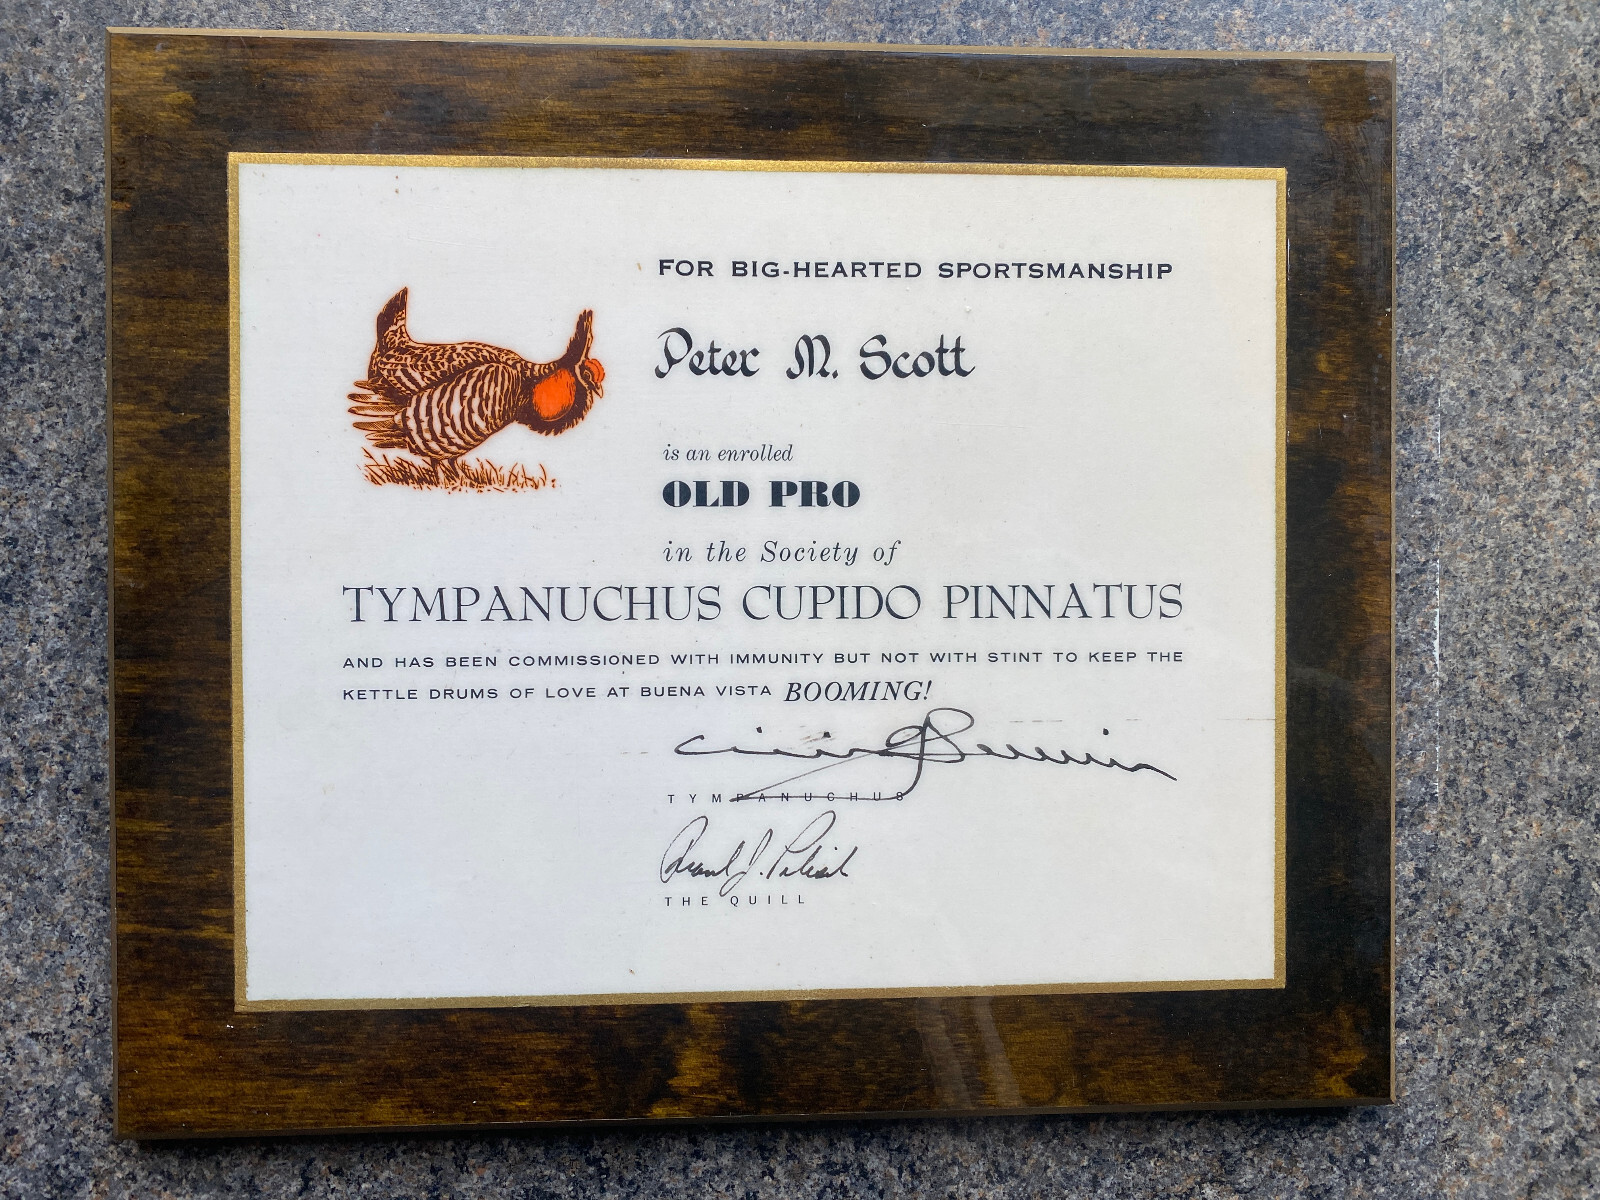 FOR BIG-HEARTED SPORTSMANSHIP
Peter M. Scott
is an enrolled
OLD PRO
in the Society of
TYMPANUCHUS CUPIDO PINNATUS
AND HAS BEEN COMMISSIONED WITH IMMUNITY BUT NOT WITH STINT TO KEEP THE
KETTLE DRUMS OF LOVE AT BUENA VISTA BOOMING!
TYMPANUCHUS
THE QUILL